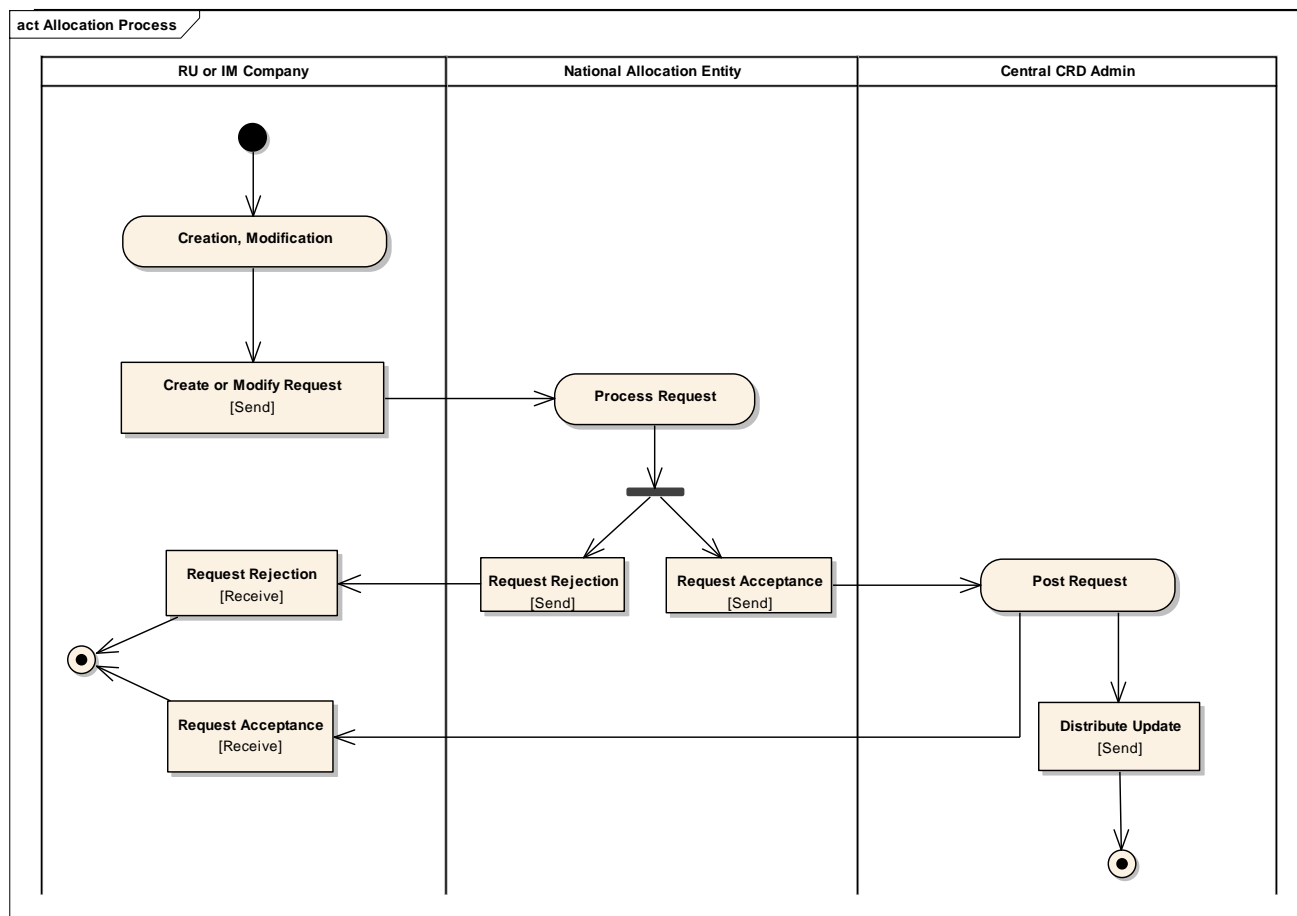 act Allocation Process
RU or IM Company
National Allocation Entity
Central CRD Admin
Creation, Modification
Create or Modify Request
[Send]
Process Request
Request Rejection
[Receive]
Request Rejection
[Send]
Request Acceptance
[Send]
Post Request
Request Acceptance
[Receive]
Distribute Update
[Send]